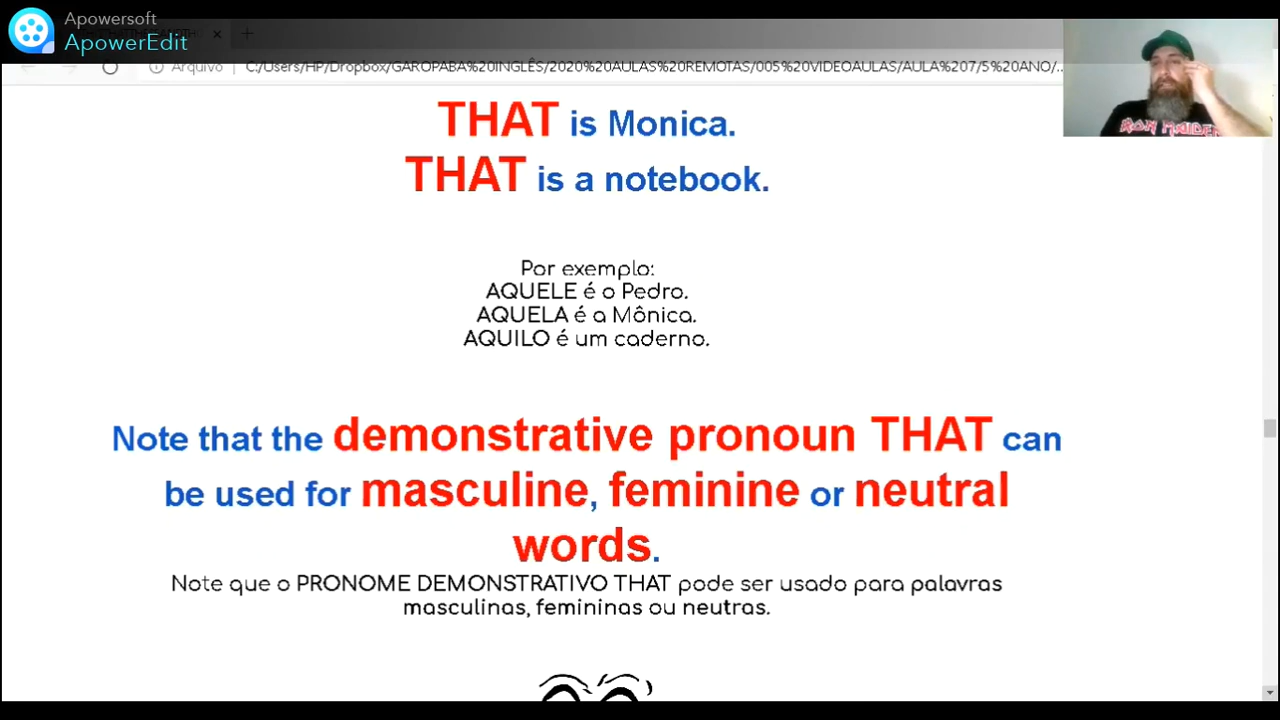 Apowersoft
ApowerEdit
Arquivo C:/Users/HP/Dropbox/GAROPABA%20INGLÊS/2020%20AULAS%20REMOTAS/005%20VIDEOAULAS/AULA%207/5%20ANO/...
IRON MAIDEN
THAT is Monica.
THAT is a notebook.
Por exemplo:
AQUELE é o Pedro.
AQUELA é a Mônica.
AQUILO é um caderno.
Note that the demonstrative pronoun THAT can
be used for masculine, feminine or neutral
words.
Note que o PRONOME DEMONSTRATIVO THAT pode ser usado para palavras
masculinas, femininas ou neutras.